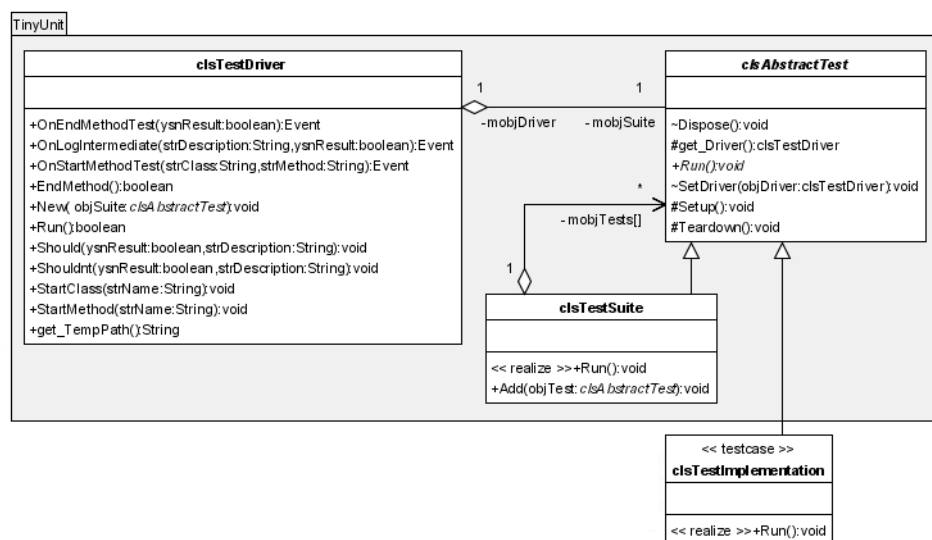 TinyUnit
clsTestDriver
+OnEndMethodTest(ysnResult:boolean):Event
+OnLogIntermediate(strDescription:String,ysnResult:boolean):Event
+OnStartMethodTest(strClass:String,strMethod:String):Event
+EndMethod():boolean
+New( objSuite:clsAbstractTest):void
+Run():boolean
+Should(ysnResult:boolean,strDescription:String):void
+Shouldnt(ysnResult:boolean,strDescription:String):void
+StartClass(strName:String):void
+StartMethod(strName:String):void
+get_TempPath():String
1
1
-mobjDriver
-mobjSuite
clsAbstractTest
~Dispose():void
#get_Driver():clsTestDriver
+Run():void
~SetDriver(objDriver:clsTestDriver):void
#Setup():void
#Teardown():void
*
-mobjTests[]
1
clsTestSuite
<< realize >>+Run():void
+Add(objTest:clsAbstractTest):void
<< testcase >>
clsTestImplementation
<< realize >>+Run():void